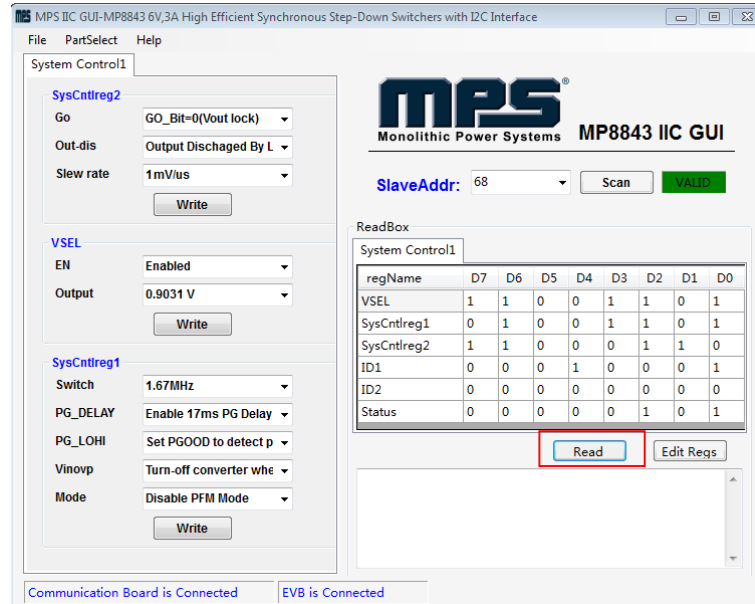 MPS IIC GUI-MP8843 6V,3A High Efficient Synchronous Step-Down Switchers with I2C Interface
File PartSelect Help
System Control1
SysCntlreg2
Go GO_Bit=0(Vout lock)
Out-dis Output Dischaged By L
Slew rate 1mV/us
Write
VSEL
EN Enabled
Output 0.9031 V
Write
SysCntlreg1
Switch 1.67MHz
PG_DELAY Enable 17ms PG Delay
PG_LOHI Set PGOOD to detect p
Vinovp Turn-off converter whe
Mode Disable PFM Mode
Write
mps®
Monolithic Power Systems MP8843 IIC GUI
SlaveAddr: 68 Scan VALID
ReadBox
System Control1
regName D7 D6 D5 D4 D3 D2 D1 D0
VSEL 1 1 0 0 1 1 0 1
SysCntlreg1 0 1 0 0 1 1 0 1
SysCntlreg2 1 1 0 0 0 1 1 0
ID1 0 0 0 1 0 0 0 1
ID2 0 0 0 0 0 0 0 0
Status 0 0 0 0 0 1 0 1
Read Edit Regs
Communication Board is Connected EVB is Connected